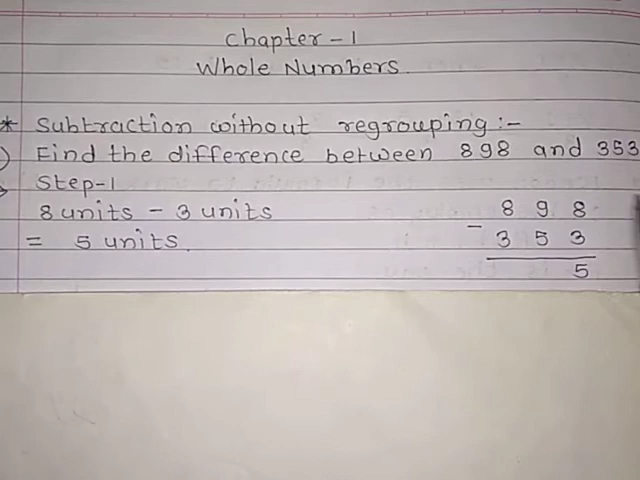 Chapter - 1
Whole Numbers.
* Subtraction without regrouping :-
) Find the difference between 898 and 353
Step-1
8 units - 3 units
= 5 units.
8 9 8
- 3 5 3
5